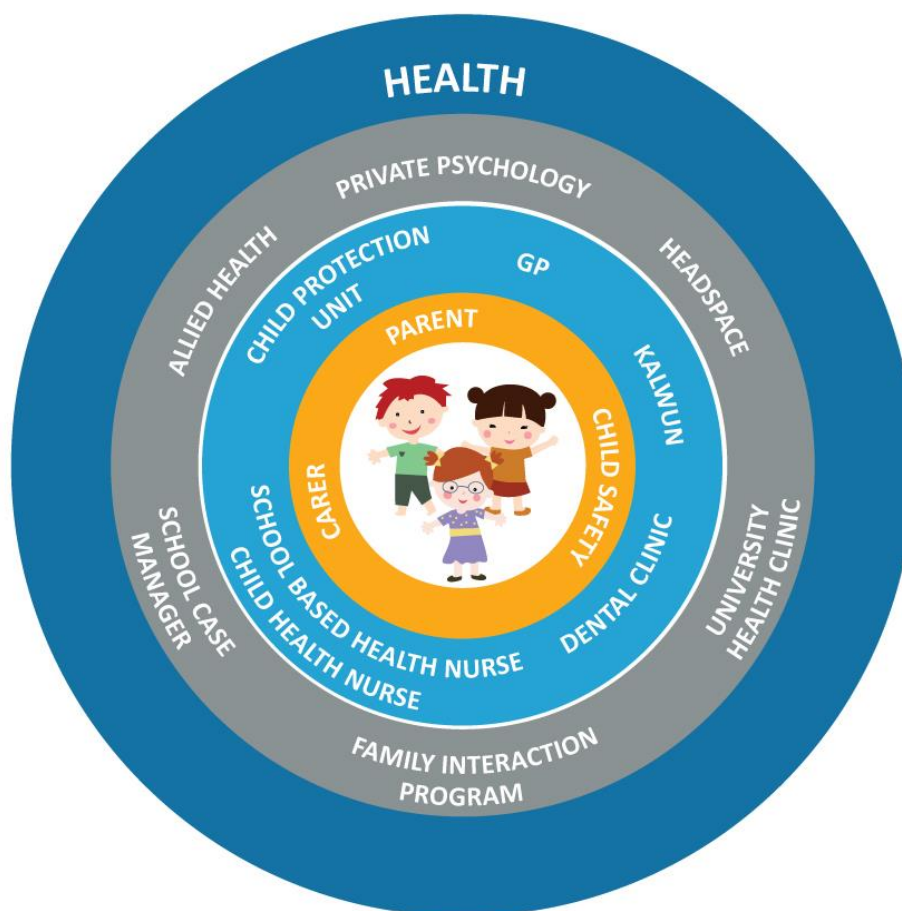 HEALTH
PRIVATE PSYCHOLOGY
ALLIED HEALTH
HEADSPACE
CHILD PROTECTION
UNIT
GP
KALWUN
PARENT
CARER
CHILD SAFETY
SCHOOL BASED HEALTH NURSE
CHILD HEALTH NURSE
DENTAL CLINIC
SCHOOL CASE
MANAGER
UNIVERSITY
HEALTH CLINIC
FAMILY INTERACTION
PROGRAM